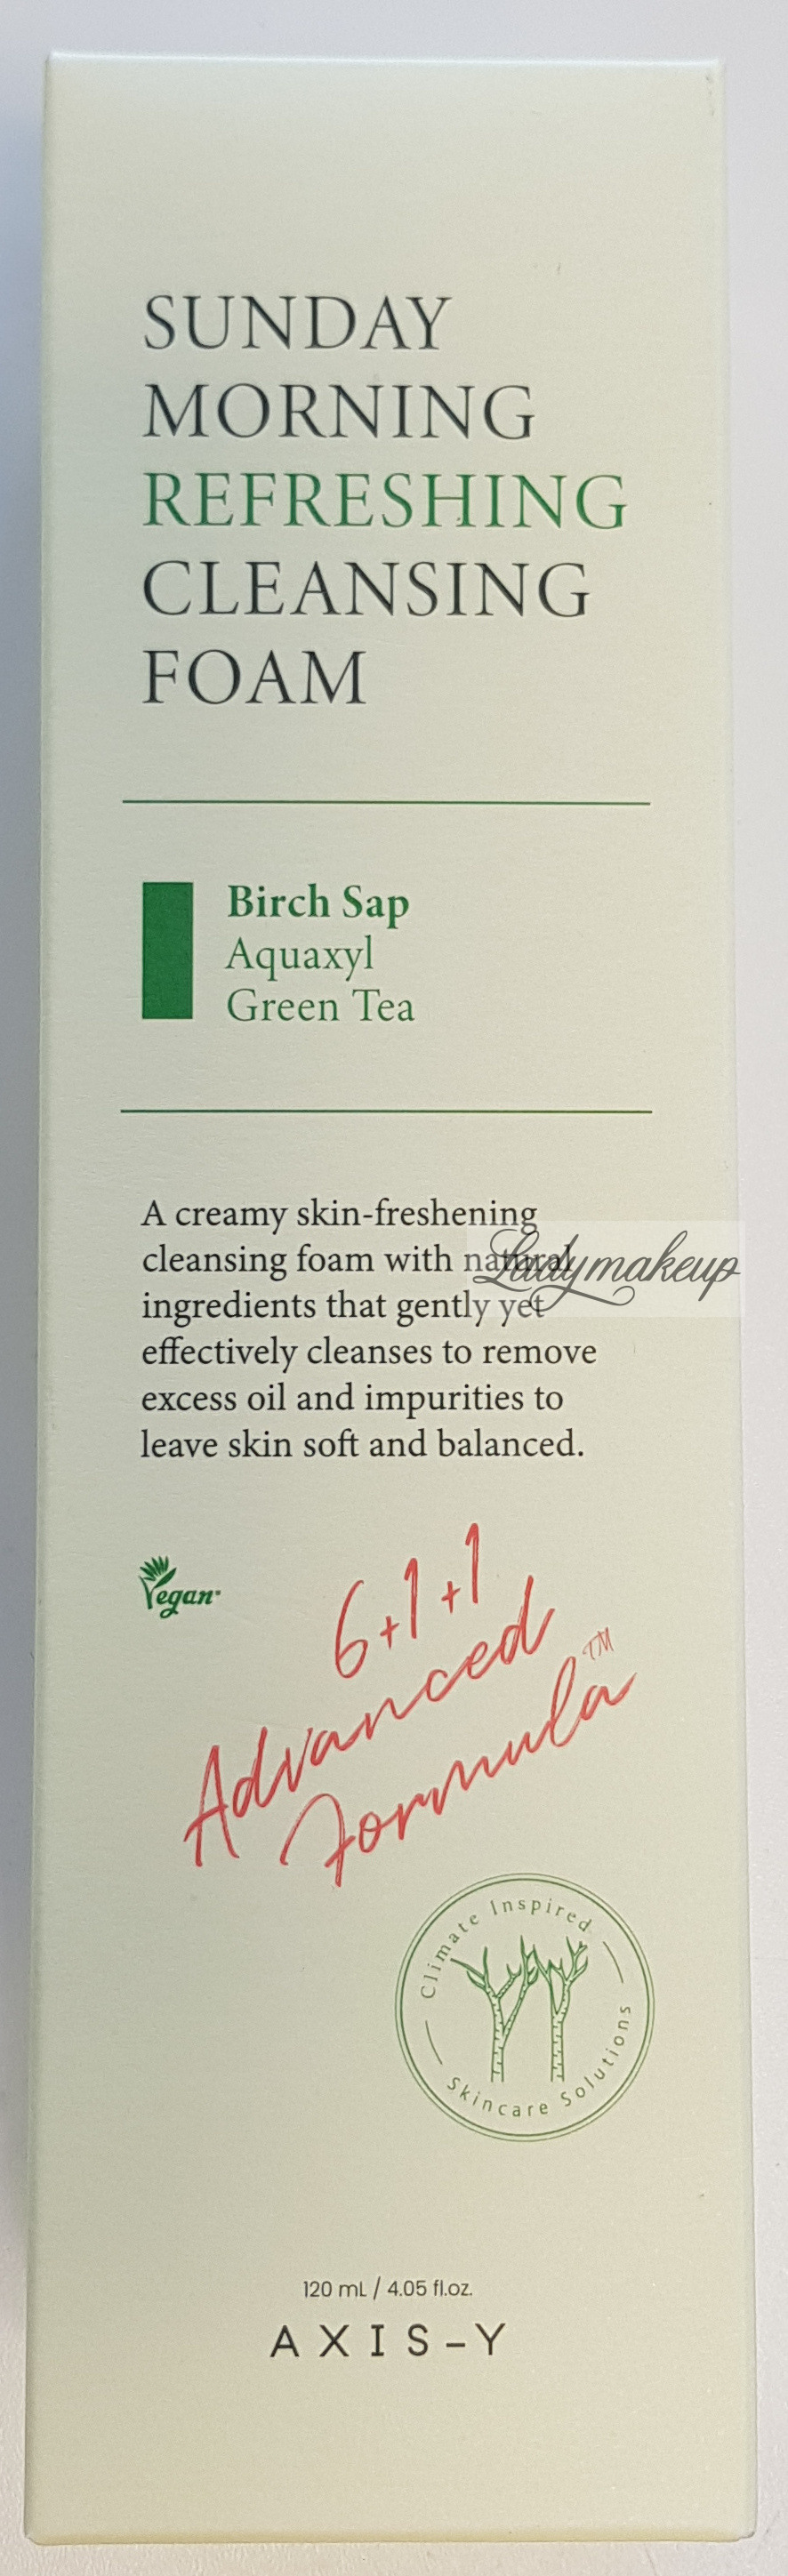 SUNDAY
MORNING
REFRESHING
CLEANSING
FOAM
Birch Sap
Aquaxyl
Green Tea
A creamy skin-freshening
cleansing foam with natural
Ladymakeup
ingredients that gently yet
effectively cleanses to remove
excess oil and impurities to
leave skin soft and balanced.
Vegan
6+1+1
Advanced
Formula™
Climate Inspired
Skincare Solutions
120 mL / 4.05 fl.oz.
AXIS-Y